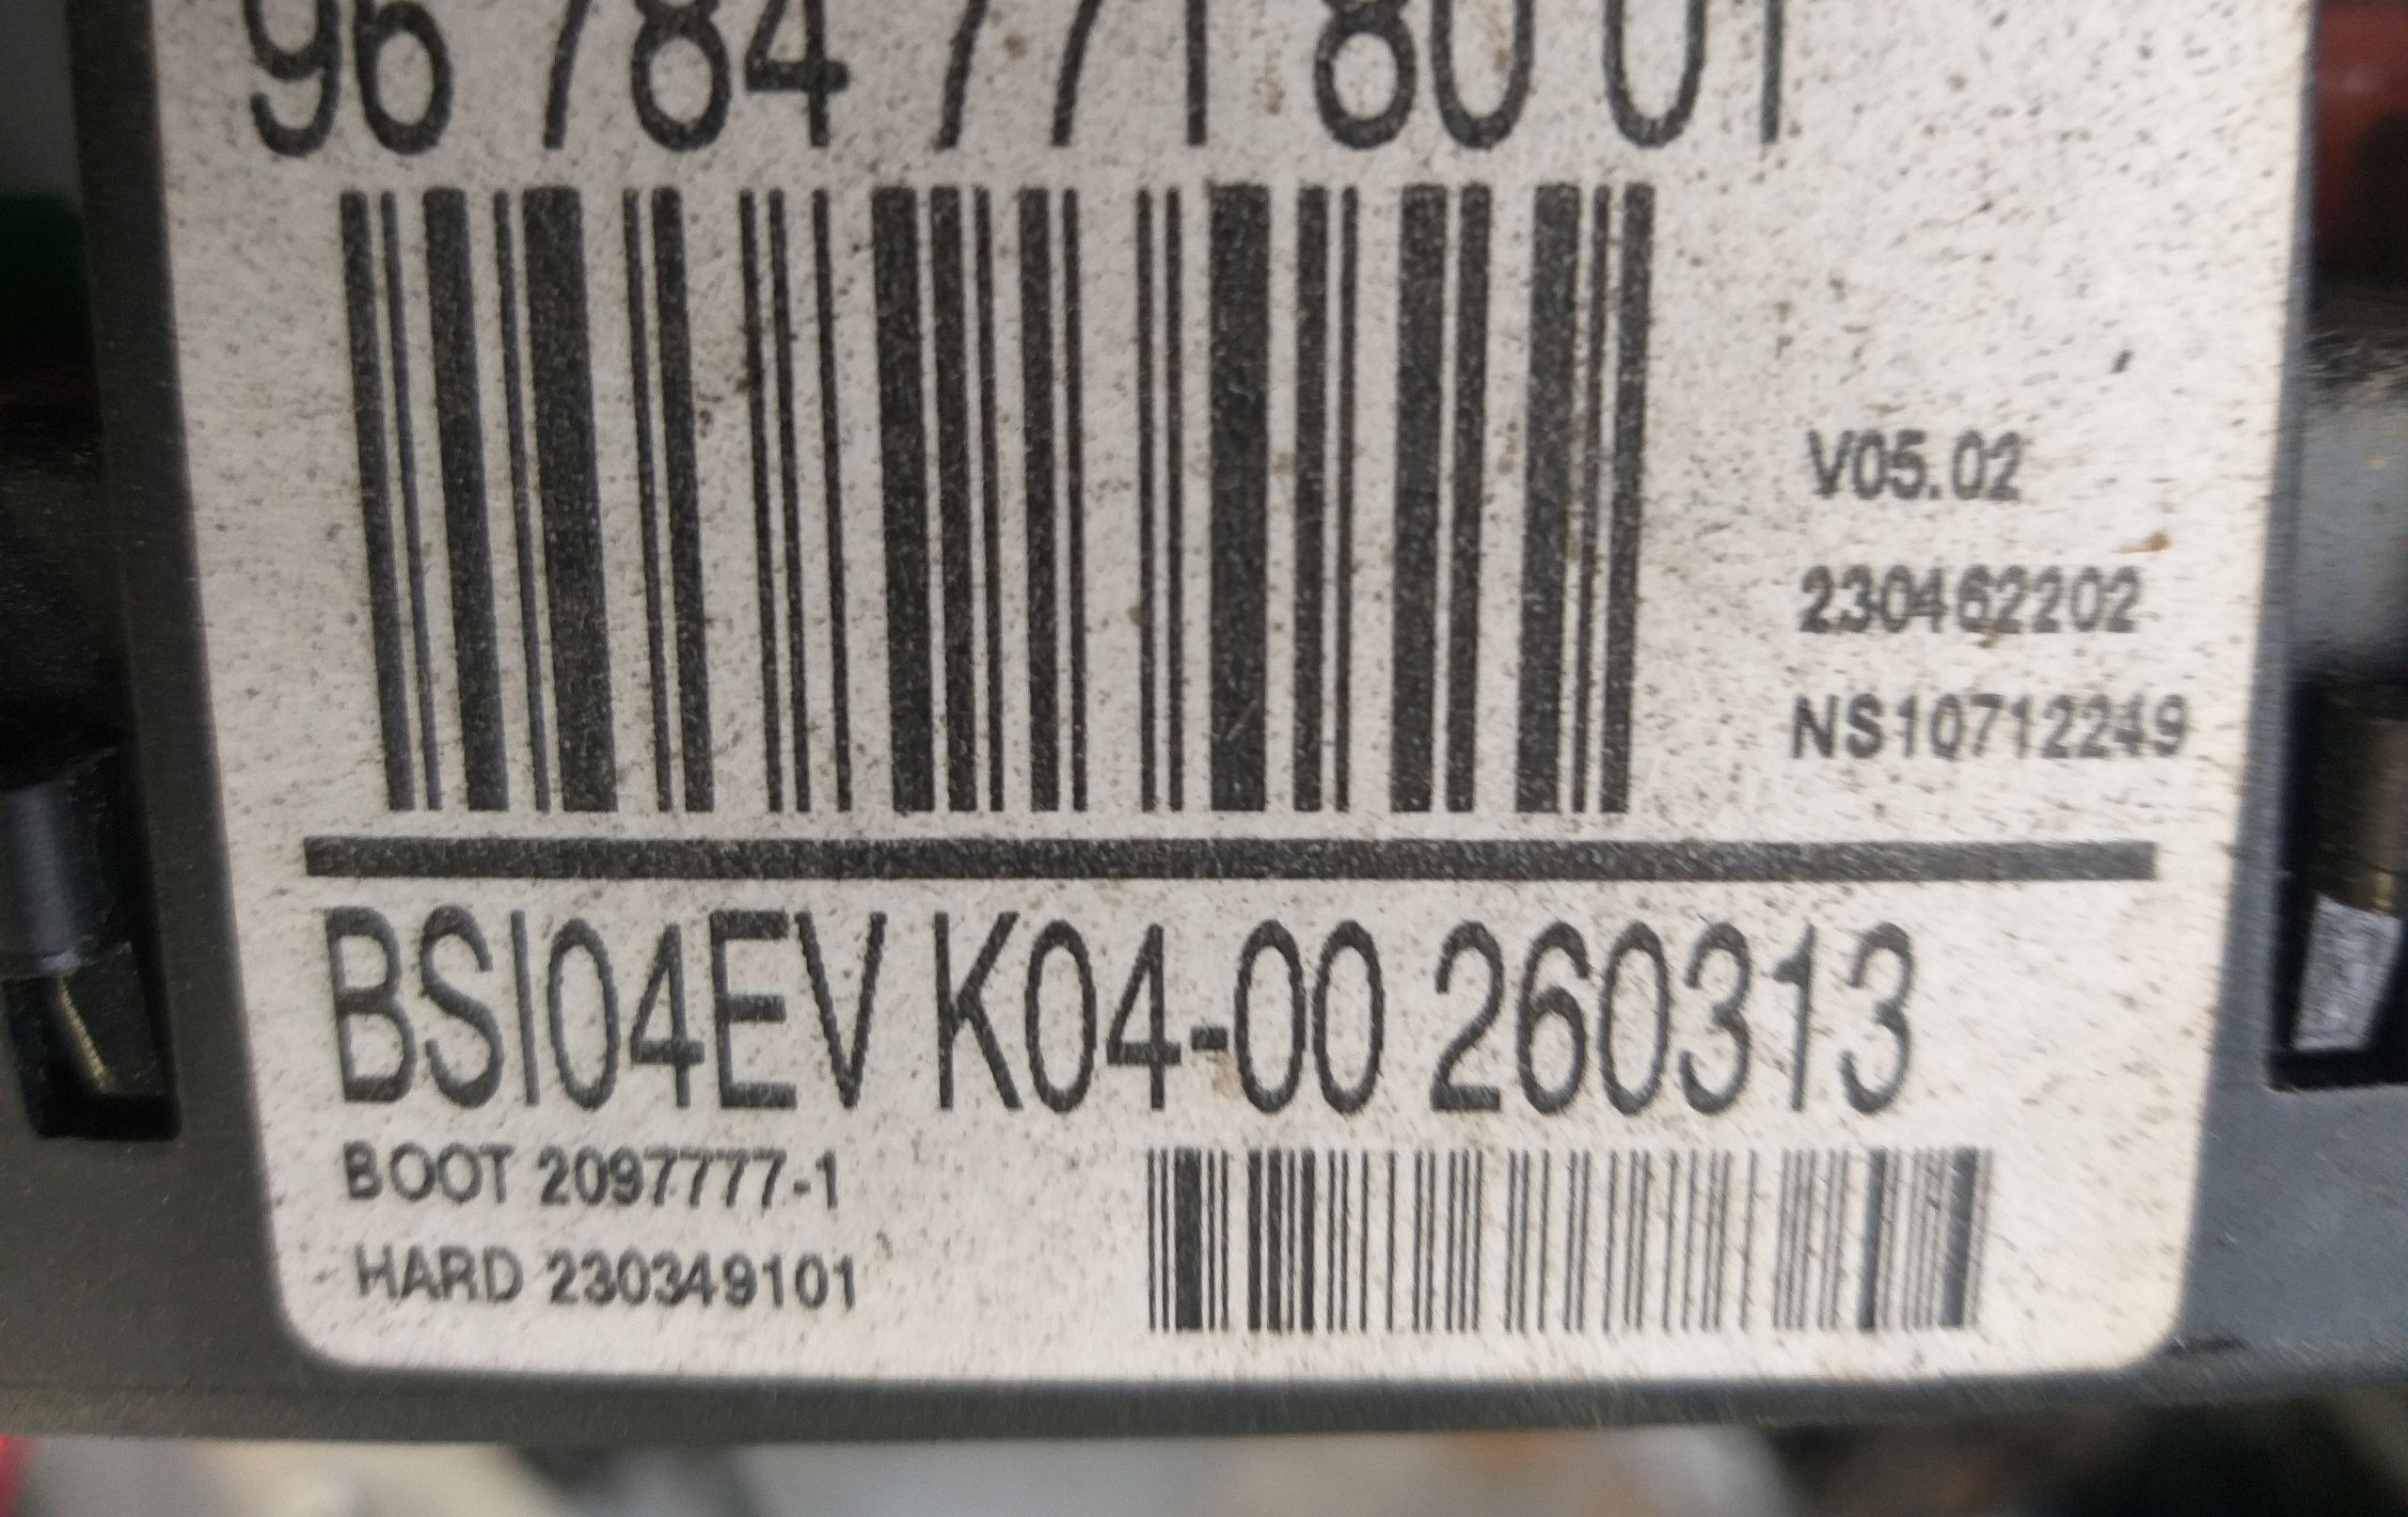 96 784 771 80 01
V05.02
230462202
NS10712249
BSI04EV K04-00 260313
BOOT 2097777-1
HARD 230349101